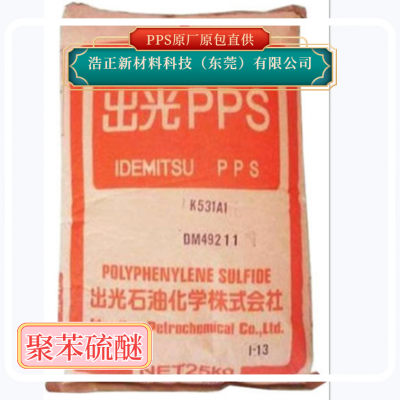 PPS原厂原包直供
浩正新材料科技（东莞）有限公司
出光PPS
IDEMITSU PPS
K531A1
DM49211
POLYPHENYLENE SULFIDE
出光石油化学株式会社
Petrochemical Co.,Ltd.
1-13
聚苯硫醚
NET25KG